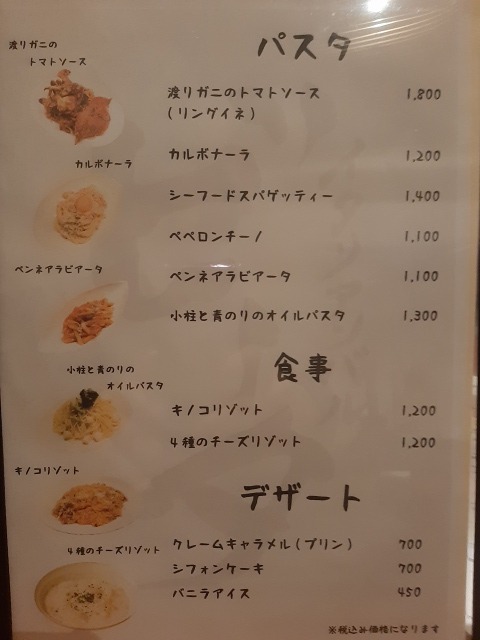 パスタ
渡リガニの
トマトソース
渡リガニのトマトソース 1,800
(リングイネ)
カルボナーラ
カルボナーラ 1,200
シーフードスパゲッティー 1,400
ペペロンチーノ 1,100
ペンネアラビアータ
ペンネアラビアータ 1,100
小柱と青のりのオイルパスタ 1,300
小柱と青のりの
オイルパスタ
食事
キノコリゾット 1,200
4種のチーズリゾット 1,200
キノコリゾット
デザート
4種のチーズリゾット
クレームキャラメル(プリン) 700
シフォンケーキ 700
バニラアイス 450
※税込み価格になります